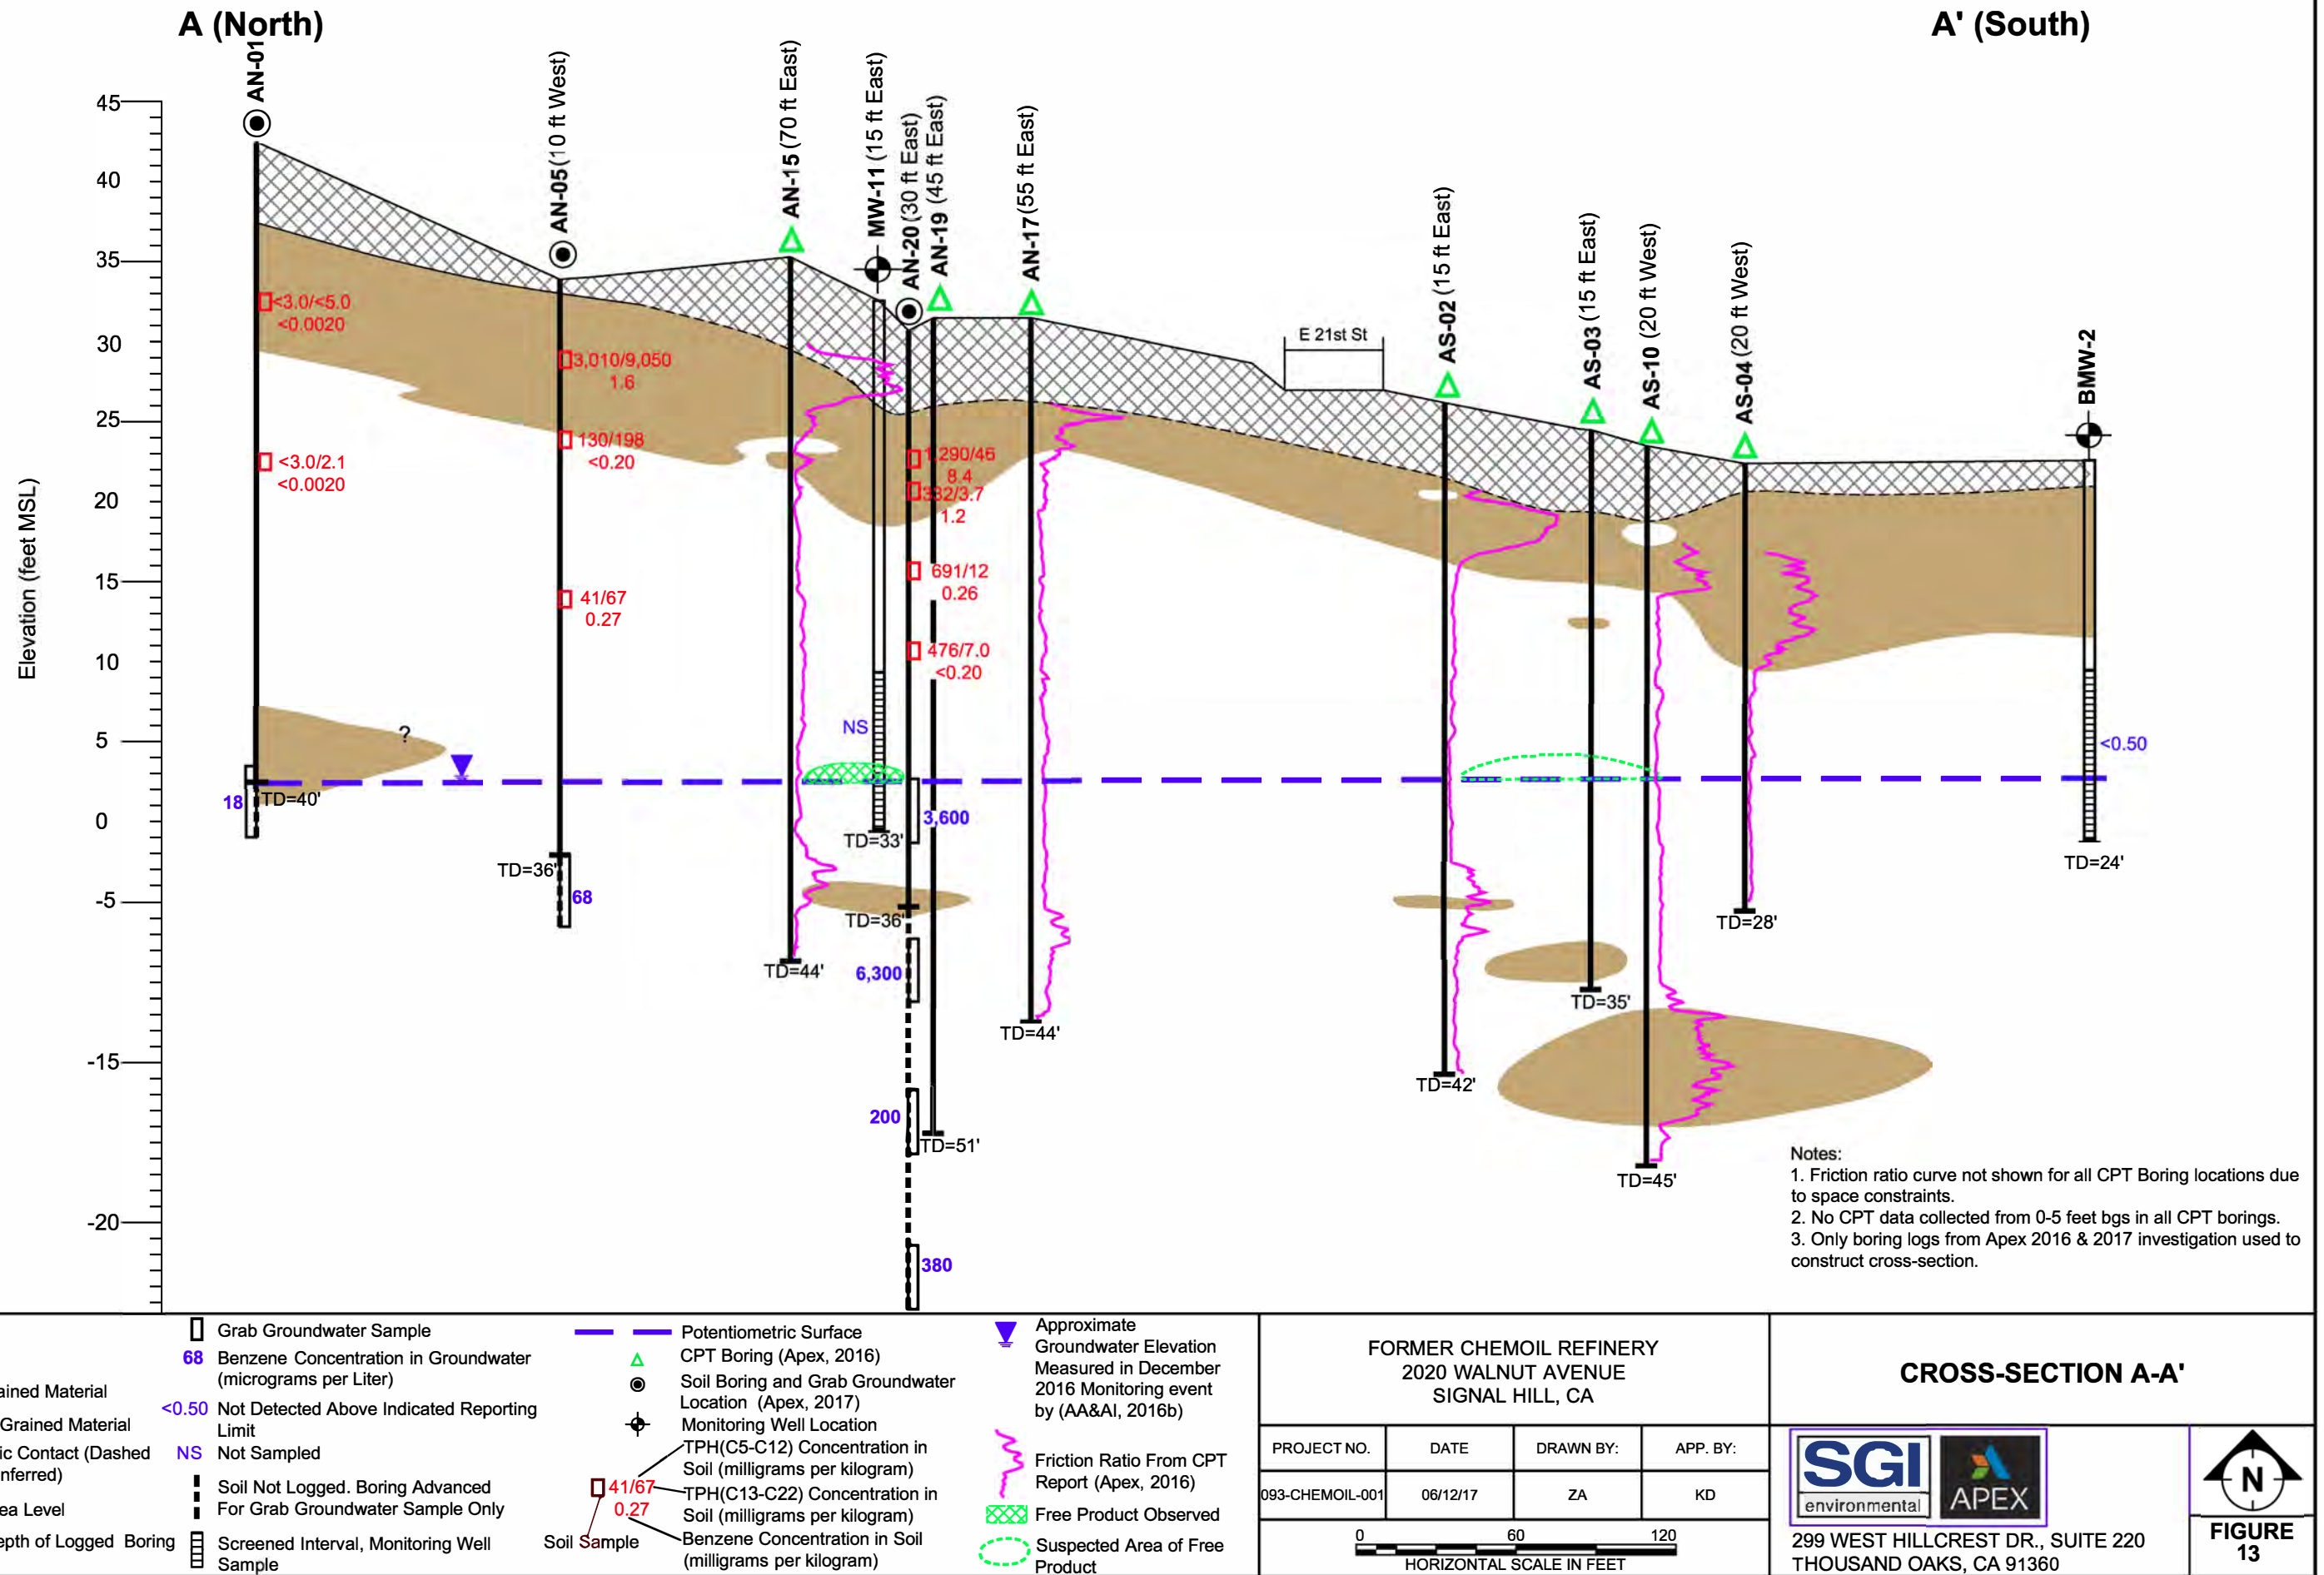 A (North)
A' (South)
AN-01
AN-05 (10 ft West)
AN-15 (70 ft East)
MW-11 (15 ft East)
AN-20 (30 ft East)
AN-19 (45 ft East)
AN-17 (55 ft East)
AS-02 (15 ft East)
AS-03 (15 ft East)
AS-10 (20 ft West)
AS-04 (20 ft West)
BMW-2
E 21st St
Elevation (feet MSL)
45
40
35
30
25
20
15
10
5
0
-5
-15
-20
<3.0/<5.0
<0.0020
<3.0/2.1
<0.0020
3,010/9,050
1.6
130/198
<0.20
41/67
0.27
1,290/46
8.4
332/3.7
1.2
691/12
0.26
476/7.0
<0.20
?
NS
<0.50
18
TD=40'
TD=36'
68
TD=44'
TD=33'
3,600
TD=36'
6,300
200
TD=51'
380
TD=44'
TD=42'
TD=35'
TD=45'
TD=28'
TD=24'
Notes:
1. Friction ratio curve not shown for all CPT Boring locations due
to space constraints.
2. No CPT data collected from 0-5 feet bgs in all CPT borings.
3. Only boring logs from Apex 2016 & 2017 investigation used to
construct cross-section.
ained Material
Grained Material
ic Contact (Dashed
nferred)
ea Level
epth of Logged Boring
Grab Groundwater Sample
68 Benzene Concentration in Groundwater
(micrograms per Liter)
<0.50 Not Detected Above Indicated Reporting
Limit
NS Not Sampled
Soil Not Logged. Boring Advanced
For Grab Groundwater Sample Only
Screened Interval, Monitoring Well
Sample
Potentiometric Surface
CPT Boring (Apex, 2016)
Soil Boring and Grab Groundwater
Location (Apex, 2017)
Monitoring Well Location
TPH(C5-C12) Concentration in
Soil (milligrams per kilogram)
41/67
TPH(C13-C22) Concentration in
Soil (milligrams per kilogram)
0.27
Soil Sample
Benzene Concentration in Soil
(milligrams per kilogram)
Approximate
Groundwater Elevation
Measured in December
2016 Monitoring event
by (AA&AI, 2016b)
Friction Ratio From CPT
Report (Apex, 2016)
Free Product Observed
Suspected Area of Free
Product
FORMER CHEMOIL REFINERY
2020 WALNUT AVENUE
SIGNAL HILL, CA
PROJECT NO. DATE DRAWN BY: APP. BY:
093-CHEMOIL-001 06/12/17 ZA KD
0 60 120
HORIZONTAL SCALE IN FEET
CROSS-SECTION A-A'
SGI
environmental
APEX
299 WEST HILLCREST DR., SUITE 220
THOUSAND OAKS, CA 91360
N
FIGURE
13